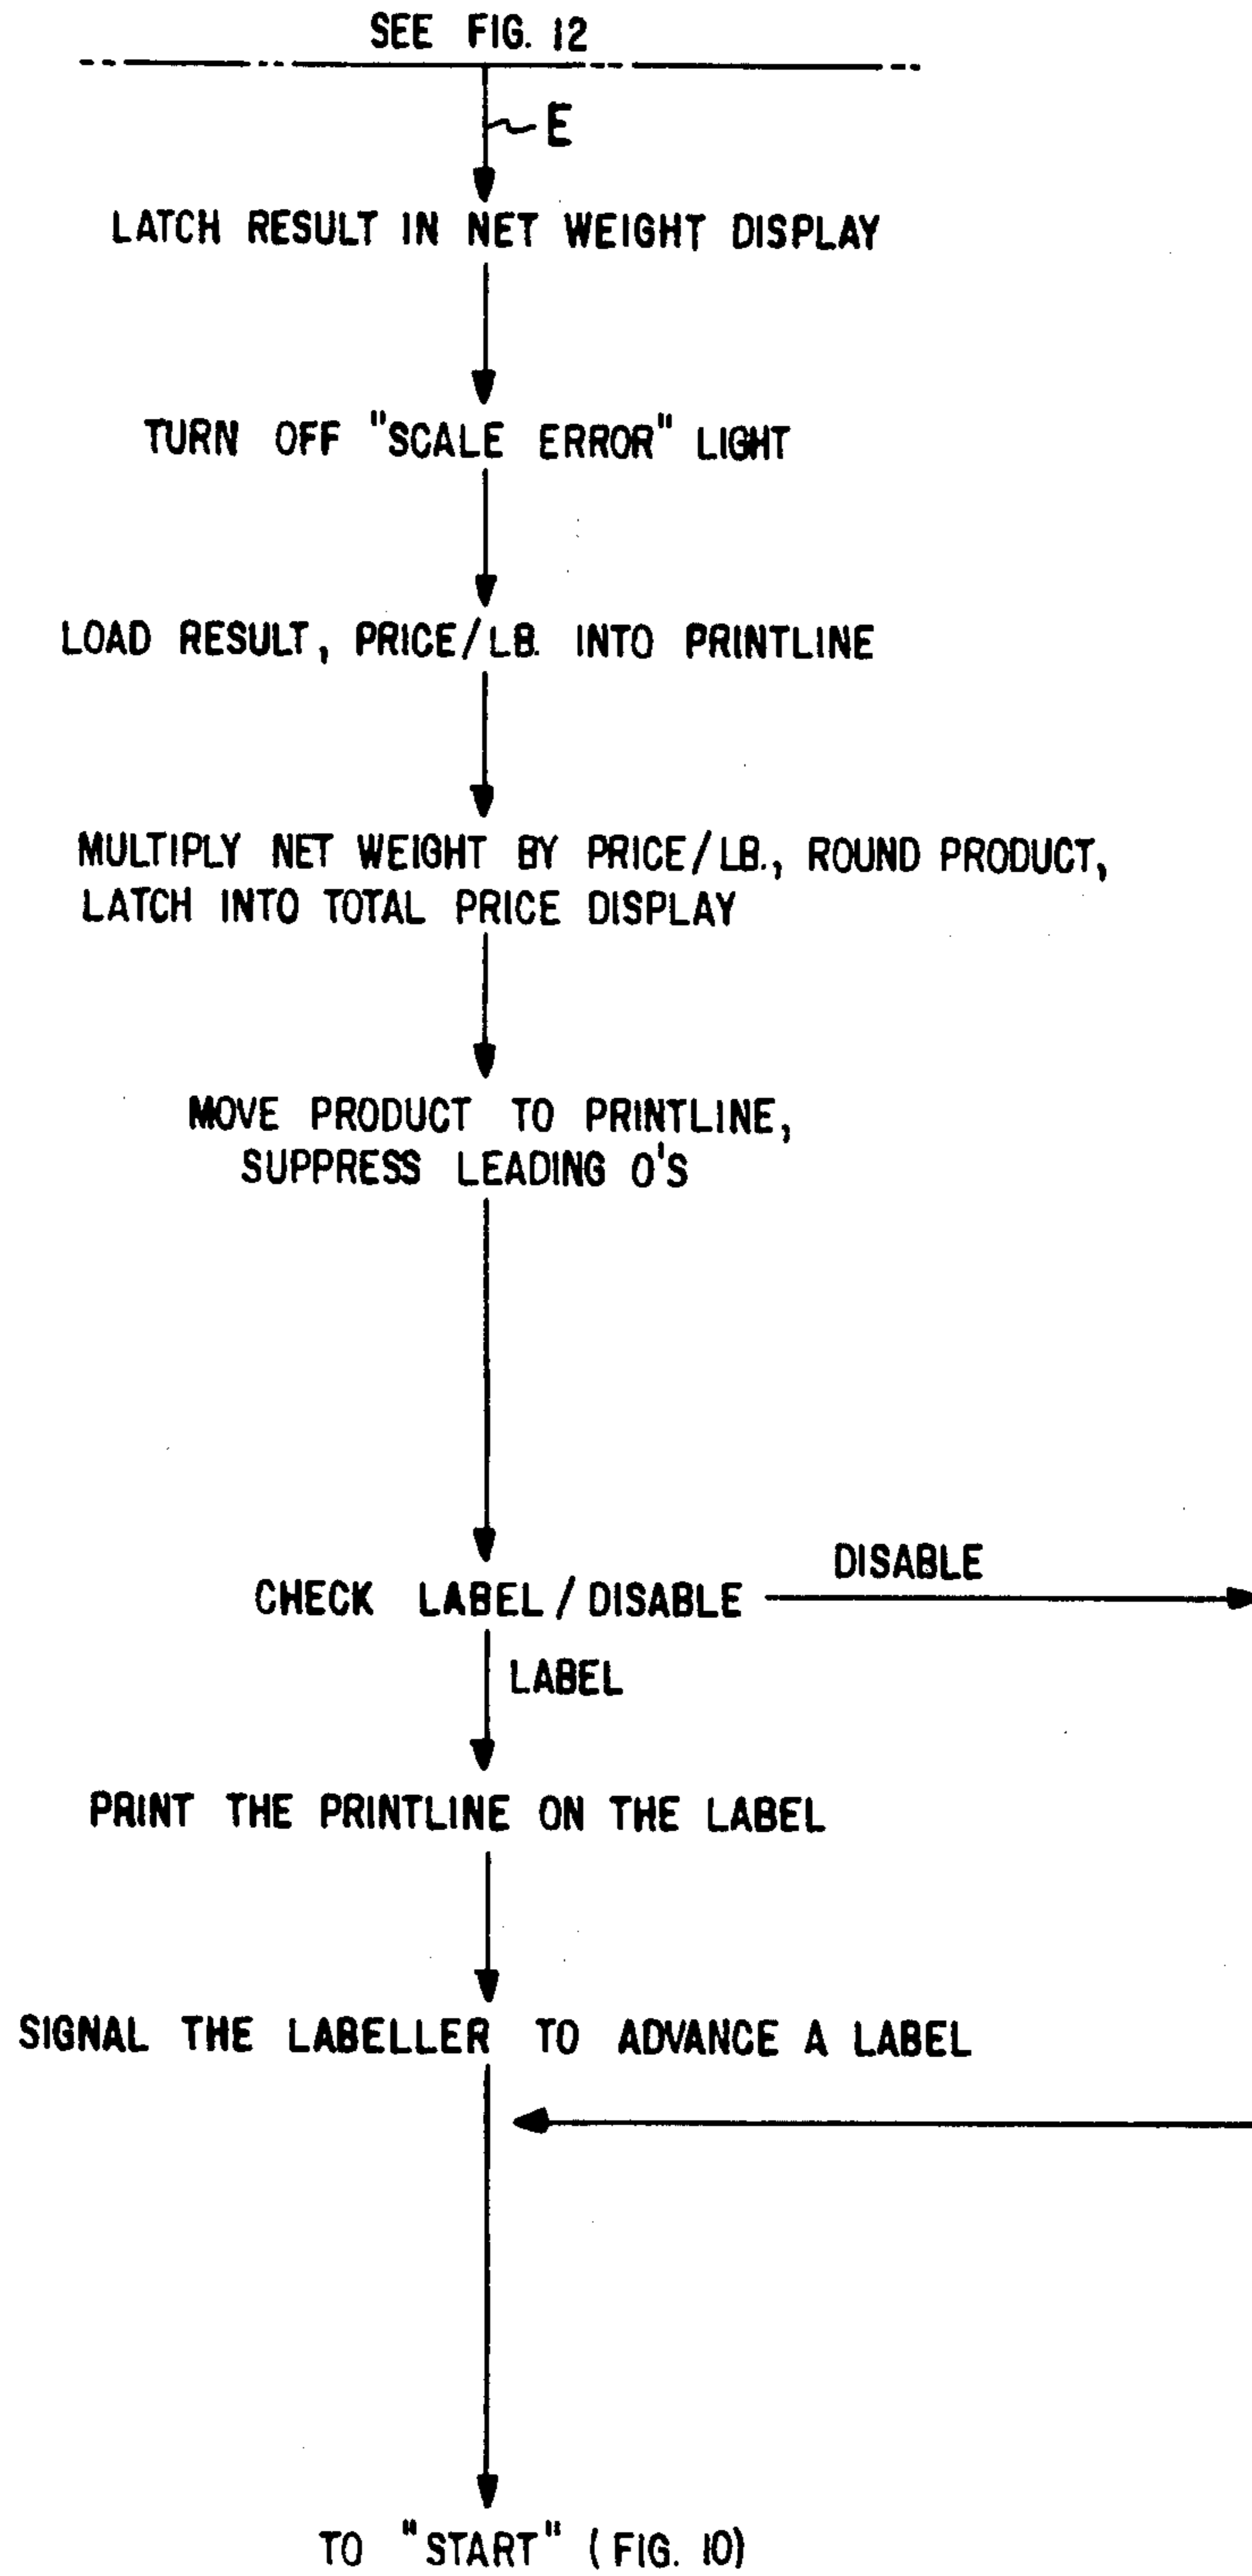 SEE FIG. 12
E
LATCH RESULT IN NET WEIGHT DISPLAY
TURN OFF "SCALE ERROR" LIGHT
LOAD RESULT, PRICE/LB. INTO PRINTLINE
MULTIPLY NET WEIGHT BY PRICE/LB., ROUND PRODUCT,
LATCH INTO TOTAL PRICE DISPLAY
MOVE PRODUCT TO PRINTLINE,
SUPPRESS LEADING 0'S
CHECK LABEL/DISABLE
DISABLE
LABEL
PRINT THE PRINTLINE ON THE LABEL
SIGNAL THE LABELLER TO ADVANCE A LABEL
TO "START" (FIG. 10)